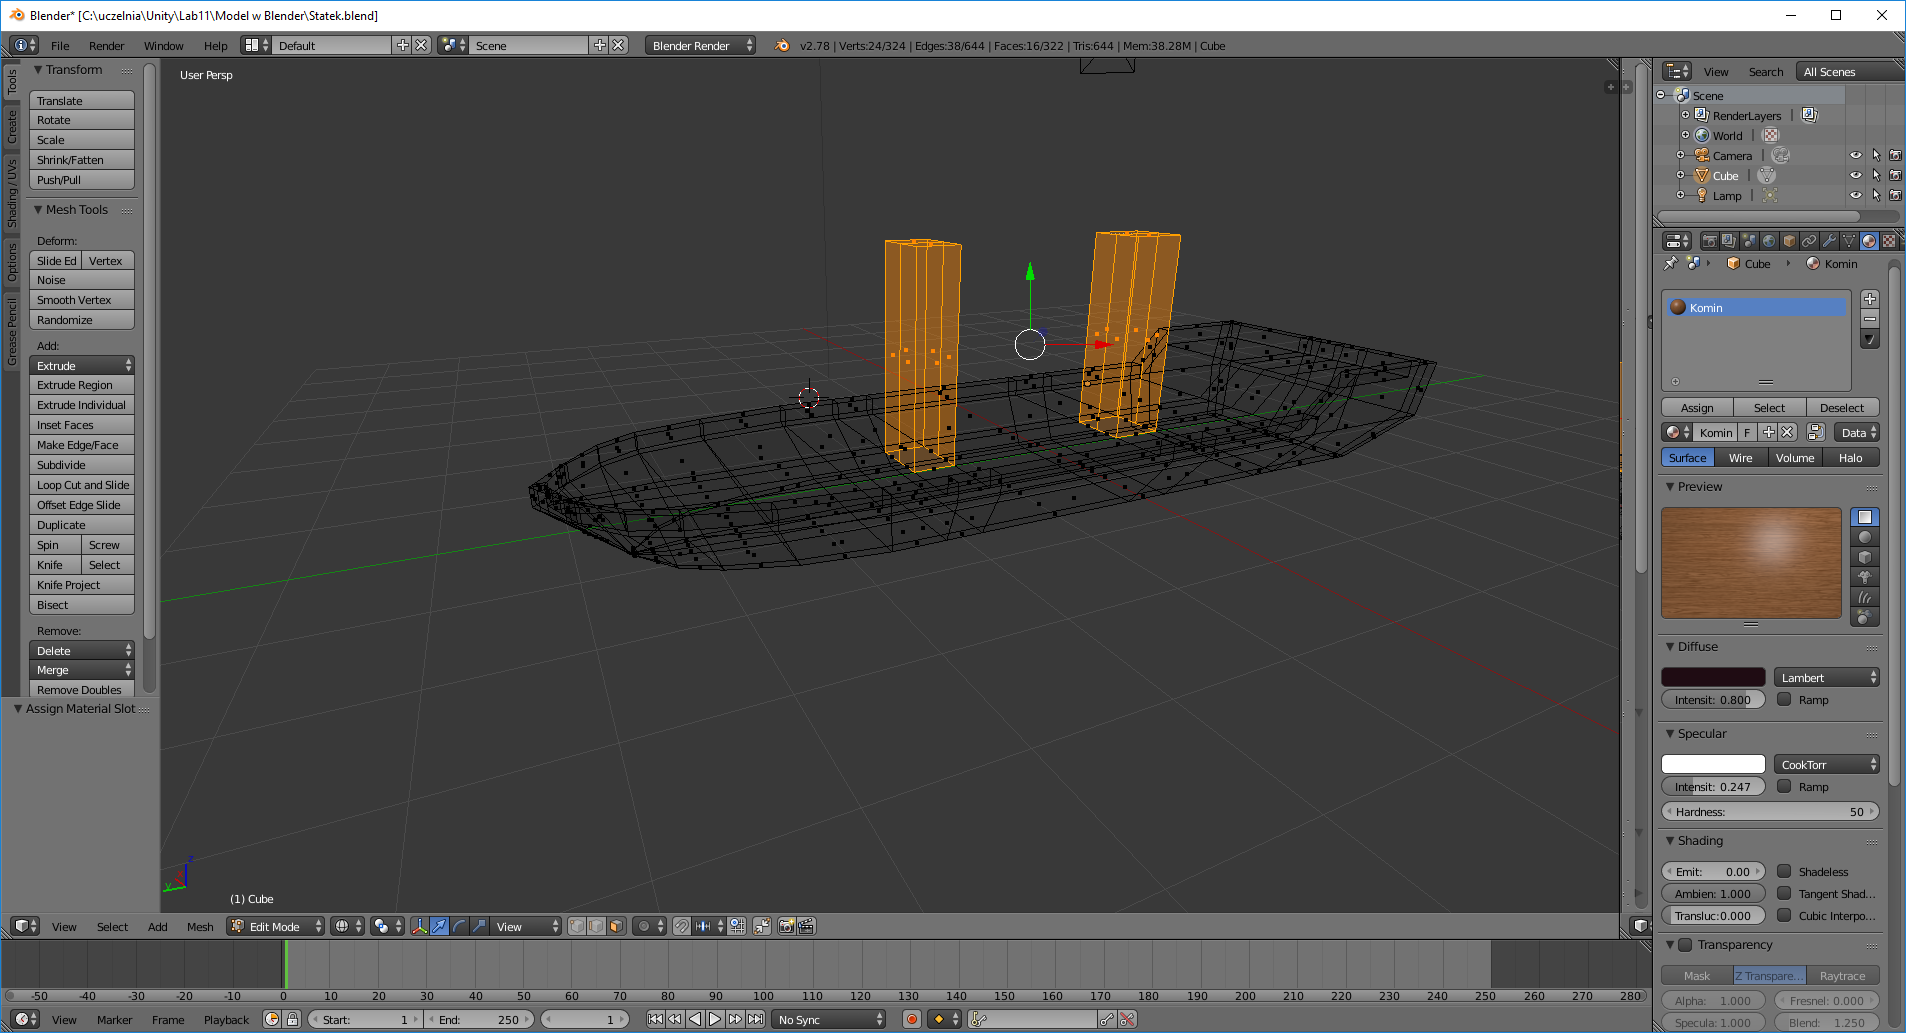 Blender* [C:\uczelnia\Unity\Lab11\Model w Blender\Statek.blend]
File Render Window Help Default Scene Blender Render v2.78 | Verts:24/324 | Edges:38/644 | Faces:16/322 | Tris:644 | Mem:38.28M | Cube
Tools
Create
Shading / UVs
Options
Grease Pencil
Transform
Translate
Rotate
Scale
Shrink/Fatten
Push/Pull
Mesh Tools
Deform:
Slide Ed Vertex
Noise
Smooth Vertex
Randomize
Add:
Extrude
Extrude Region
Extrude Individual
Inset Faces
Make Edge/Face
Subdivide
Loop Cut and Slide
Offset Edge Slide
Duplicate
Spin Screw
Knife Select
Knife Project
Bisect
Remove:
Delete
Merge
Remove Doubles
Assign Material Slot
User Persp
z
y
(1) Cube
View Select Add Mesh Edit Mode View
View Search All Scenes
Scene
RenderLayers |
World |
Camera |
Cube |
Lamp |
Cube Komin
Komin
Assign Select Deselect
Komin F Data
Surface Wire Volume Halo
Preview
Diffuse
Lambert
Intensit: 0.800 Ramp
Specular
CookTorr
Intensit: 0.247 Ramp
Hardness: 50
Shading
Emit: 0.00 Shadeless
Ambien: 1.000 Tangent Shad...
Transluc:0.000 Cubic Interpo...
Transparency
Mask Z Transpare... Raytrace
Alpha: 1.000 Fresnel: 0.000
Specula: 1.000 Blend: 1.250
-50 -40 -30 -20 -10 0 10 20 30 40 50 60 70 80 90 100 110 120 130 140 150 160 170 180 190 200 210 220 230 240 250 260 270 280
View Marker Frame Playback Start: 1 End: 250 1 No Sync